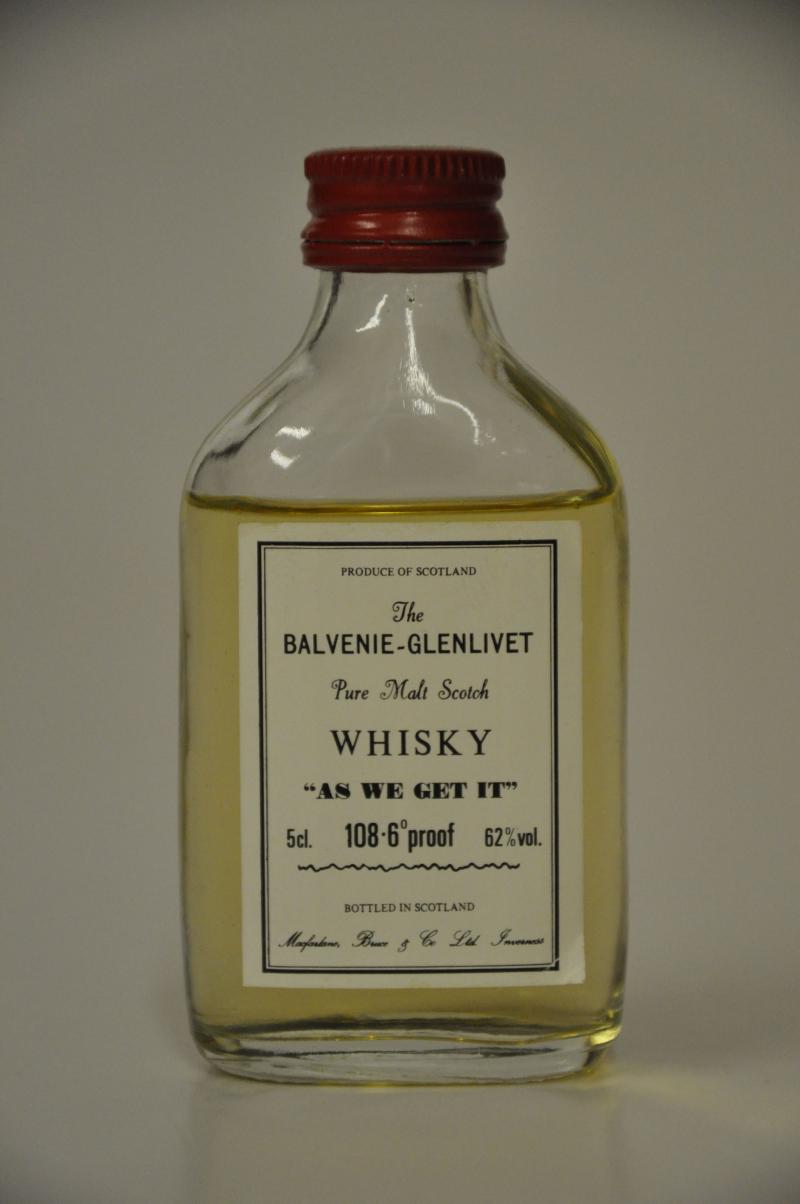 PRODUCE OF SCOTLAND
The
BALVENIE-GLENLIVET
Pure Malt Scotch
WHISKY
“AS WE GET IT”
5cl. 108·6° proof 62% vol.
BOTTLED IN SCOTLAND
Macfarlane, Bruce & Co Ltd. Inverness